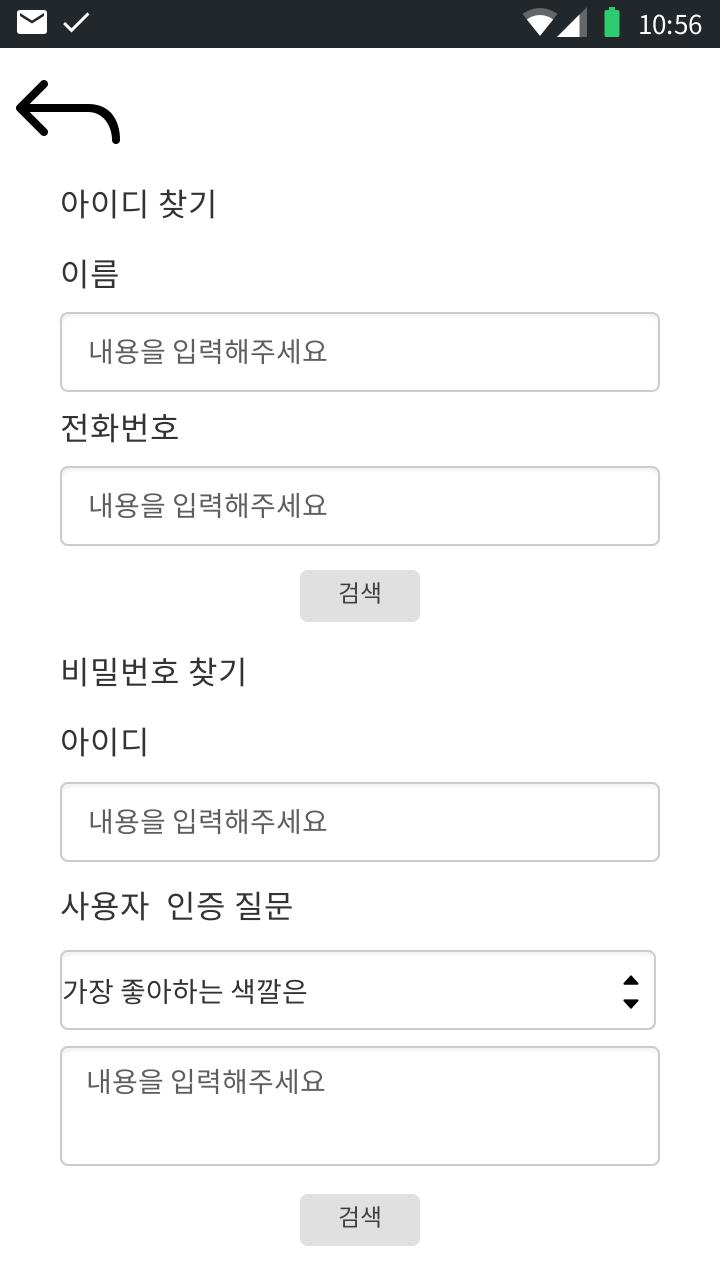 10:56
아이디 찾기
이름
내용을 입력해주세요
전화번호
내용을 입력해주세요
검색
비밀번호 찾기
아이디
내용을 입력해주세요
사용자  인증 질문
가장 좋아하는 색깔은
내용을 입력해주세요
검색